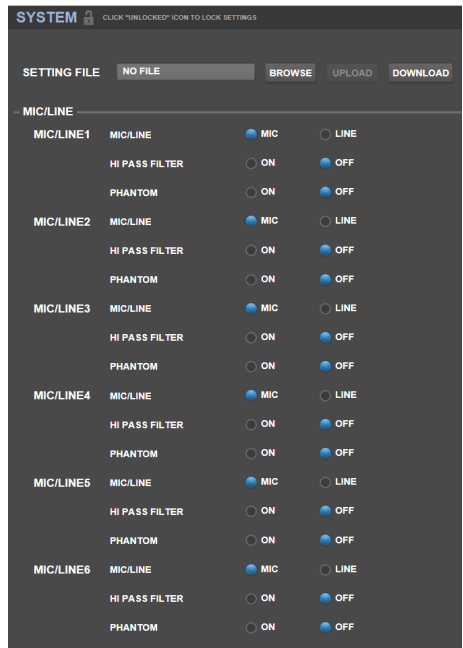 SYSTEM CLICK "UNLOCKED" ICON TO LOCK SETTINGS
SETTING FILE NO FILE BROWSE UPLOAD DOWNLOAD
MIC/LINE
MIC/LINE1 MIC/LINE MIC LINE
HI PASS FILTER ON OFF
PHANTOM ON OFF
MIC/LINE2 MIC/LINE MIC LINE
HI PASS FILTER ON OFF
PHANTOM ON OFF
MIC/LINE3 MIC/LINE MIC LINE
HI PASS FILTER ON OFF
PHANTOM ON OFF
MIC/LINE4 MIC/LINE MIC LINE
HI PASS FILTER ON OFF
PHANTOM ON OFF
MIC/LINE5 MIC/LINE MIC LINE
HI PASS FILTER ON OFF
PHANTOM ON OFF
MIC/LINE6 MIC/LINE MIC LINE
HI PASS FILTER ON OFF
PHANTOM ON OFF